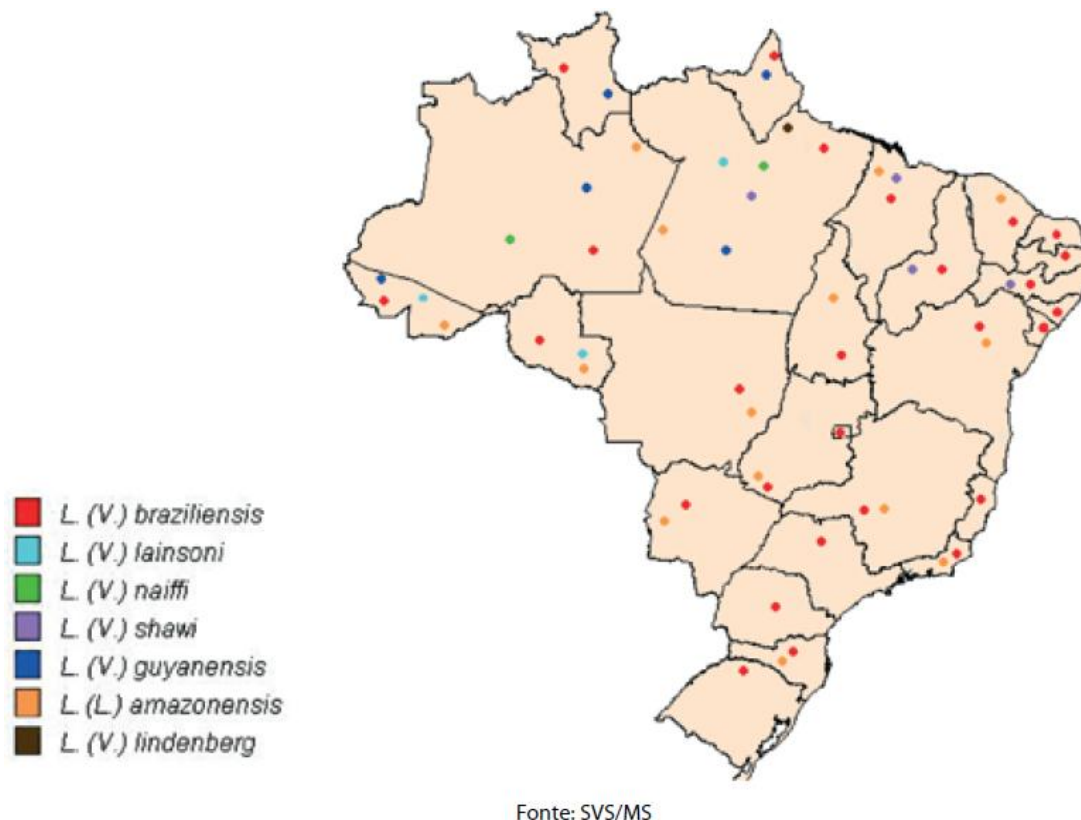 L. (V.) braziliensis
L. (V.) lainsoni
L. (V.) naiffi
L. (V.) shawi
L. (V.) guyanensis
L. (L.) amazonensis
L. (V.) lindenberg
Fonte: SVS/MS